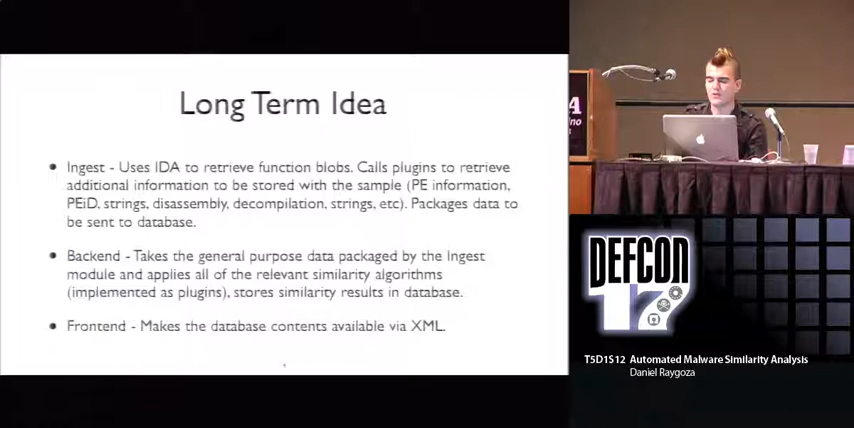 Long Term Idea
Ingest - Uses IDA to retrieve function blobs. Calls plugins to retrieve
additional information to be stored with the sample (PE information,
PEiD, strings, disassembly, decompilation, strings, etc). Packages data to
be sent to database.
Backend - Takes the general purpose data packaged by the Ingest
module and applies all of the relevant similarity algorithms
(implemented as plugins), stores similarity results in database.
Frontend - Makes the database contents available via XML.
DEFCON
17
T5D1S12 Automated Malware Similarity Analysis
Daniel Raygoza